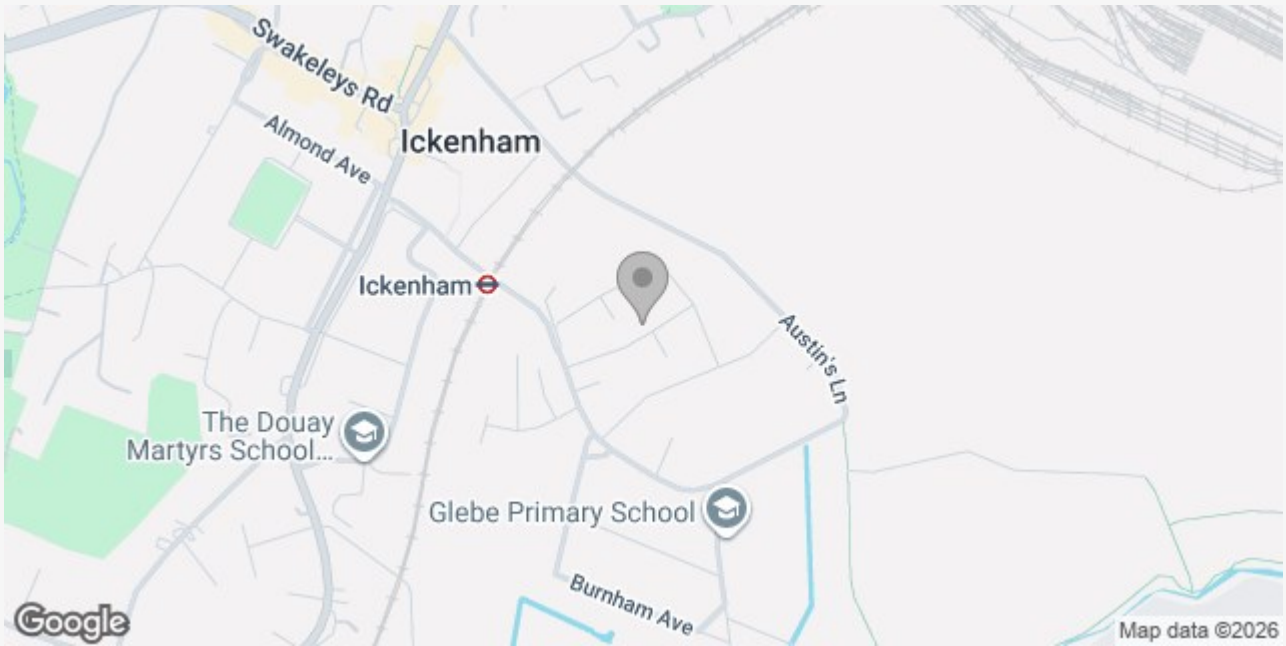 Swakeleys Rd
Almond Ave
Ickenham
Ickenham
Austin's Ln
The Douay
Martyrs School...
Glebe Primary School
Burnham Ave
Google
Map data ©2026